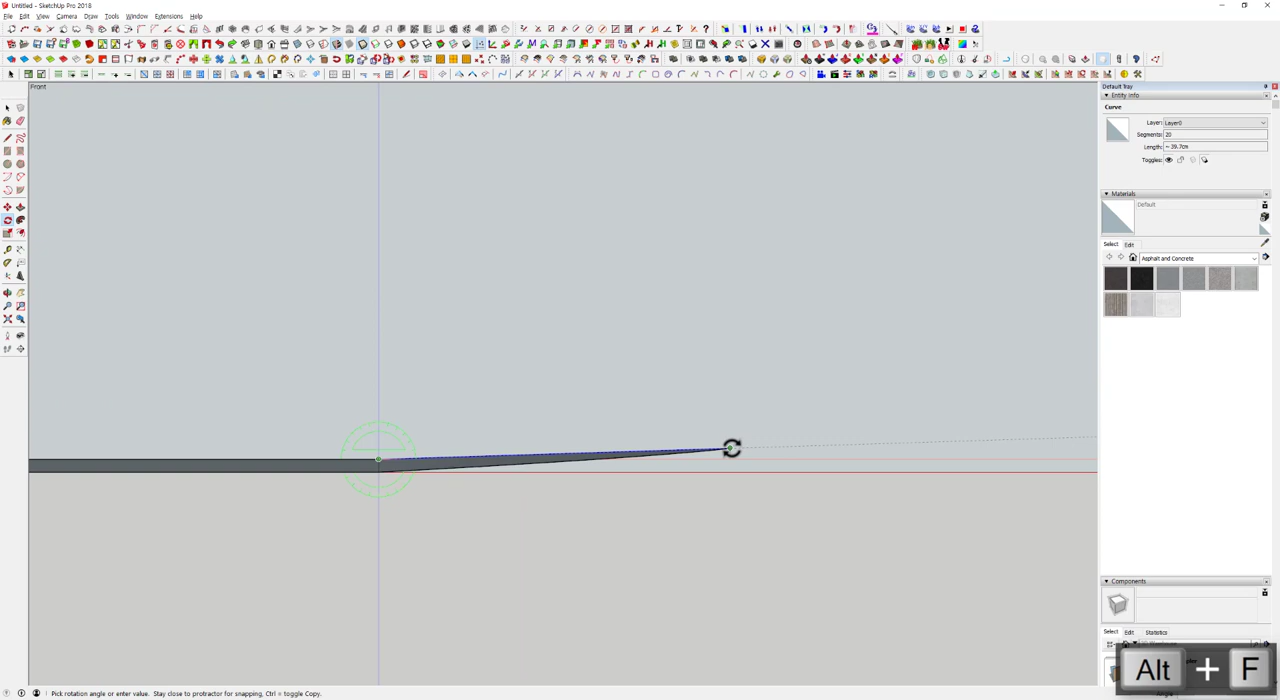 Untitled - SketchUp Pro 2018
File Edit View Camera Draw Tools Window Extensions Help
Front
Default Tray
Entity Info
Curve
Layer: Layer0
Segments: 20
Length: ~ 39.7cm
Toggles:
Materials
Default
Select Edit
Asphalt and Concrete
Components
Select Edit Statistics
Alt + F
Pick rotation angle or enter value. Stay close to protractor for snapping. Ctrl = toggle Copy.